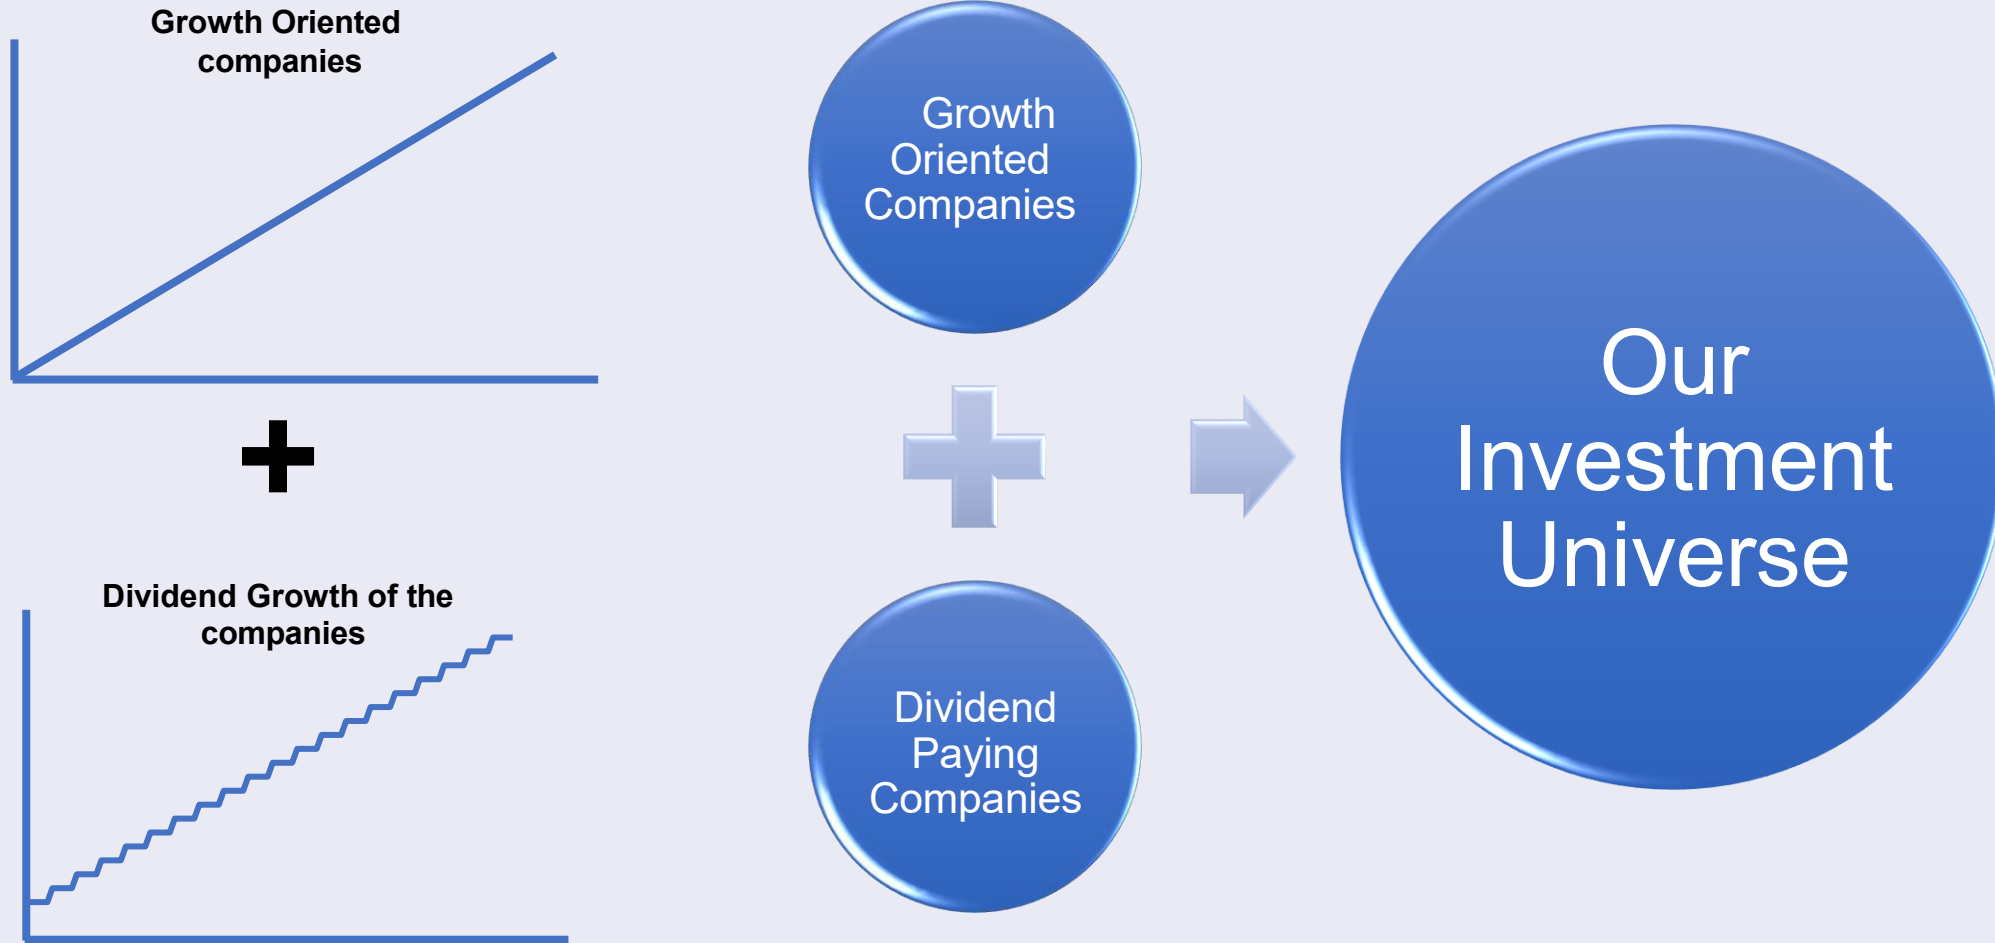 Growth Oriented
companies
Dividend Growth of the
companies
Growth
Oriented
Companies
Dividend
Paying
Companies
Our
Investment
Universe